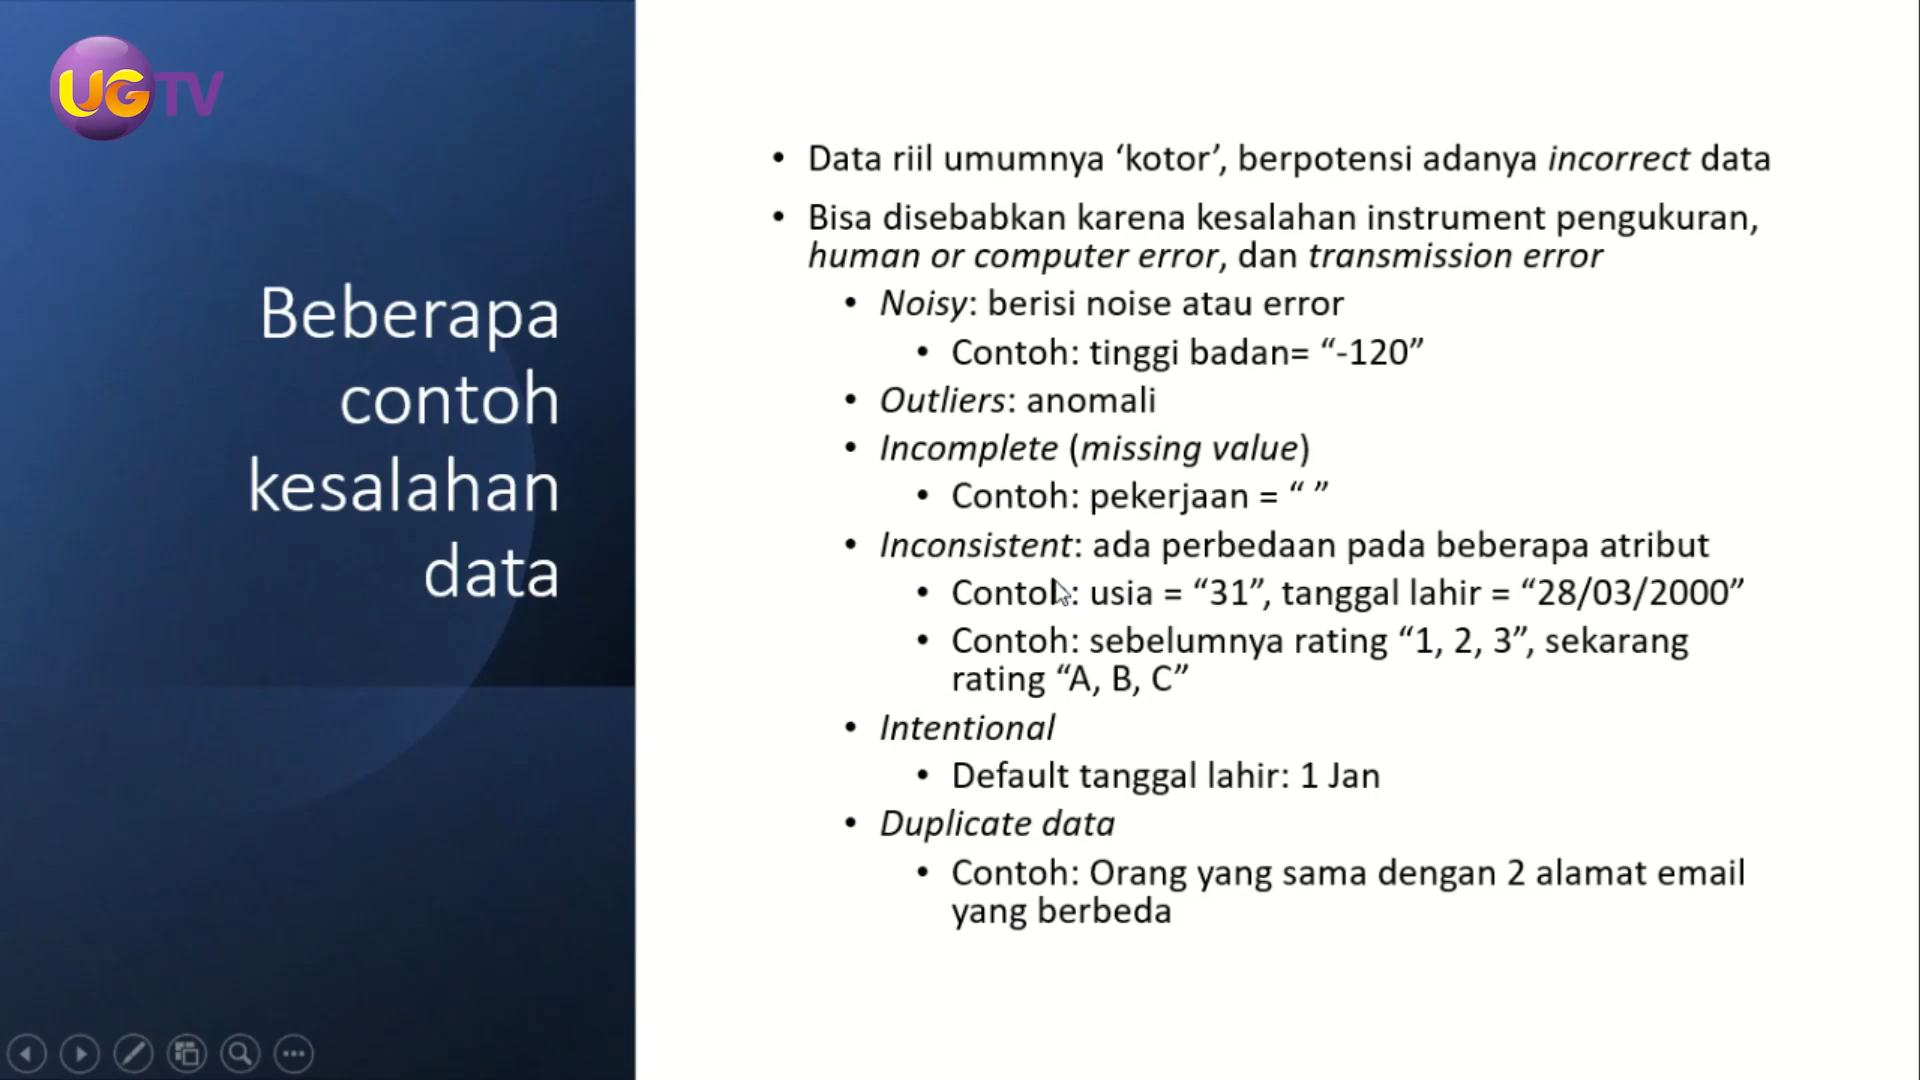 UGTV
Beberapa
contoh
kesalahan
data
• Data riil umumnya ‘kotor’, berpotensi adanya incorrect data
• Bisa disebabkan karena kesalahan instrument pengukuran,
human or computer error, dan transmission error
• Noisy: berisi noise atau error
• Contoh: tinggi badan= “-120”
• Outliers: anomali
• Incomplete (missing value)
• Contoh: pekerjaan = “ ”
• Inconsistent: ada perbedaan pada beberapa atribut
• Contoh: usia = “31”, tanggal lahir = “28/03/2000”
• Contoh: sebelumnya rating “1, 2, 3”, sekarang
rating “A, B, C”
• Intentional
• Default tanggal lahir: 1 Jan
• Duplicate data
• Contoh: Orang yang sama dengan 2 alamat email
yang berbeda